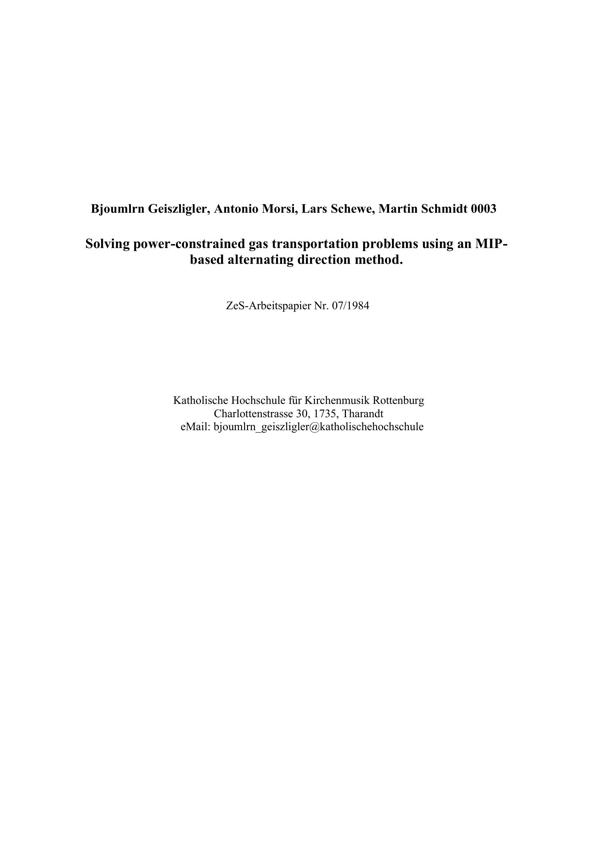 Bjoumlrn Geiszligler, Antonio Morsi, Lars Schewe, Martin Schmidt 0003
Solving power-constrained gas transportation problems using an MIP-
based alternating direction method.
ZeS-Arbeitspapier Nr. 07/1984
Katholische Hochschule für Kirchenmusik Rottenburg
Charlottenstrasse 30, 1735, Tharandt
eMail: bjoumlrn_geiszligler@katholischehochschule